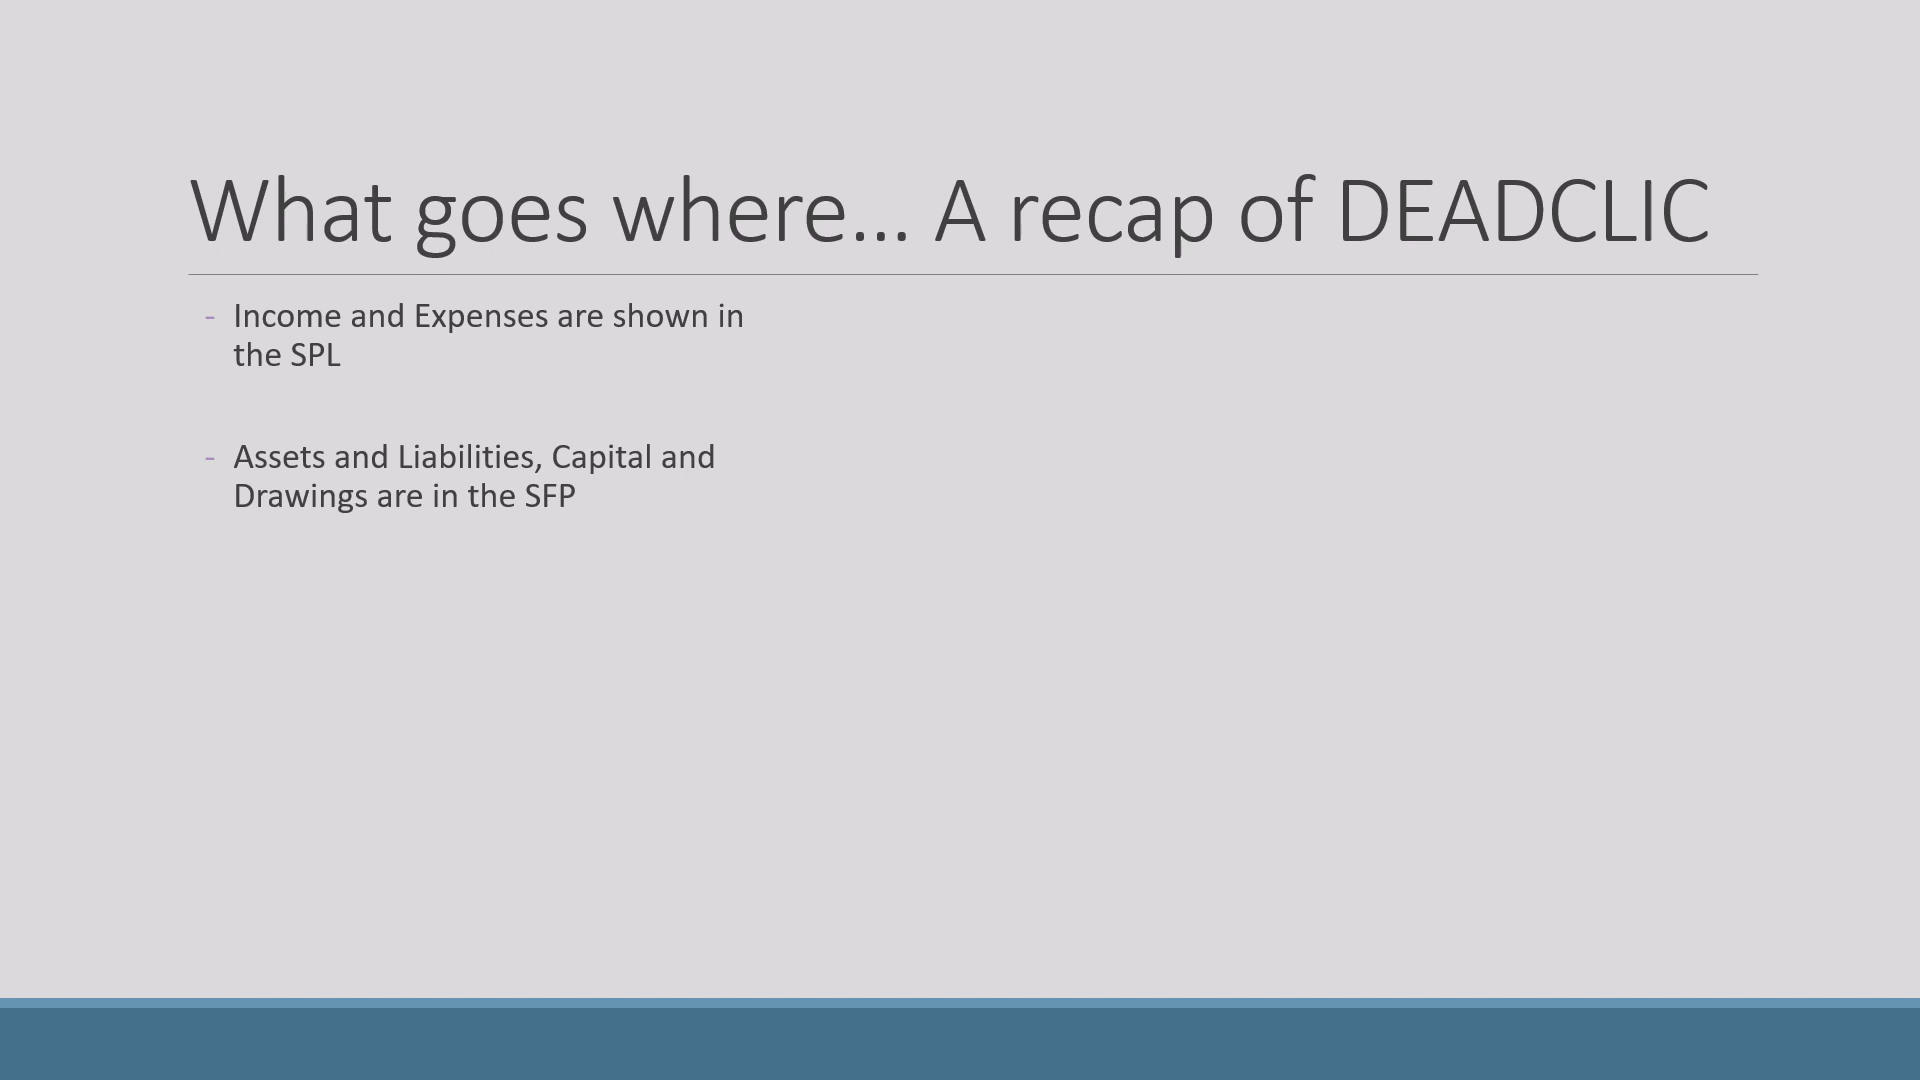 What goes where... A recap of DEADCLIC
- Income and Expenses are shown in
the SPL
- Assets and Liabilities, Capital and
Drawings are in the SFP